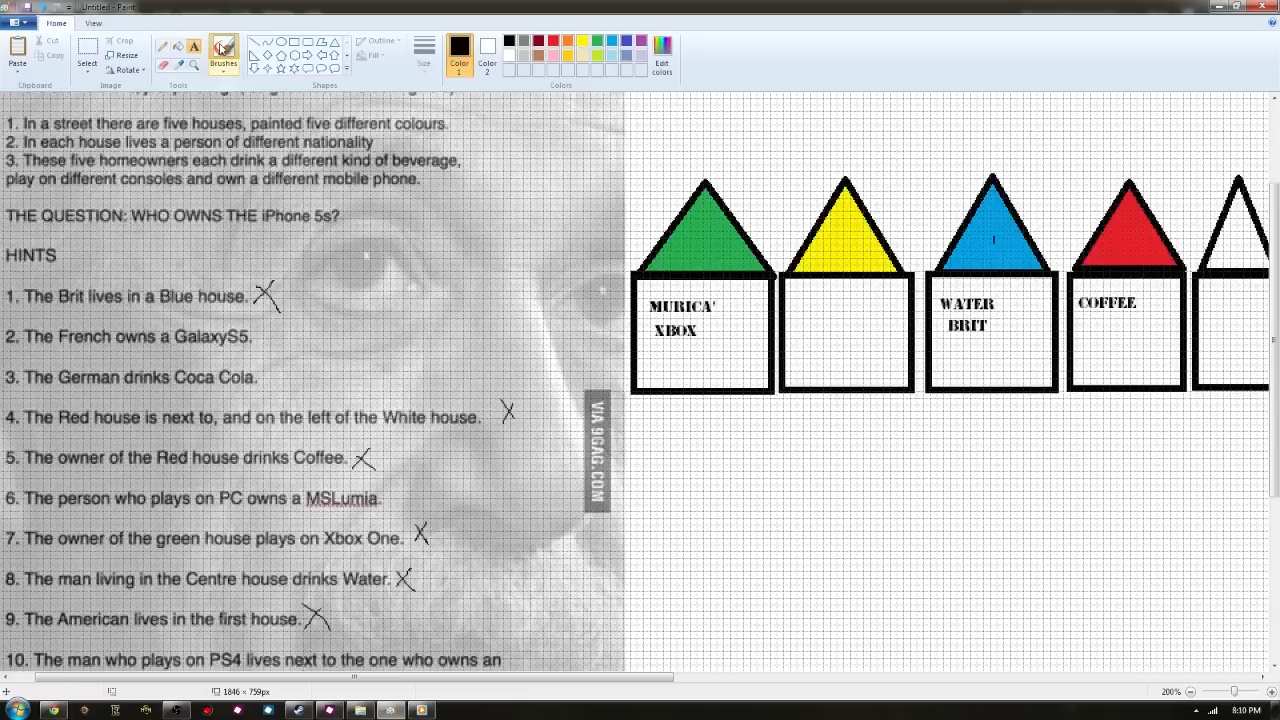 Untitled - Paint
Home
View
Paste
Cut
Copy
Clipboard
Select
Crop
Resize
Rotate
Image
A
Tools
Brushes
Shapes
Outline
Fill
Size
Color
1
Color
2
Edit
colors
Colors
1. In a street there are five houses, painted five different colours.
2. In each house lives a person of different nationality
3. These five homeowners each drink a different kind of beverage,
play on different consoles and own a different mobile phone.
THE QUESTION: WHO OWNS THE iPhone 5s?
HINTS
1. The Brit lives in a Blue house.
2. The French owns a GalaxyS5.
3. The German drinks Coca Cola.
4. The Red house is next to, and on the left of the White house.
5. The owner of the Red house drinks Coffee.
6. The person who plays on PC owns a MSLumia.
7. The owner of the green house plays on Xbox One.
8. The man living in the Centre house drinks Water.
9. The American lives in the first house.
10. The man who plays on PS4 lives next to the one who owns an
VIA 9GAG.COM
MURICA'
XBOX
WATER
BRIT
COFFEE
1846 × 759px
200%
8:10 PM